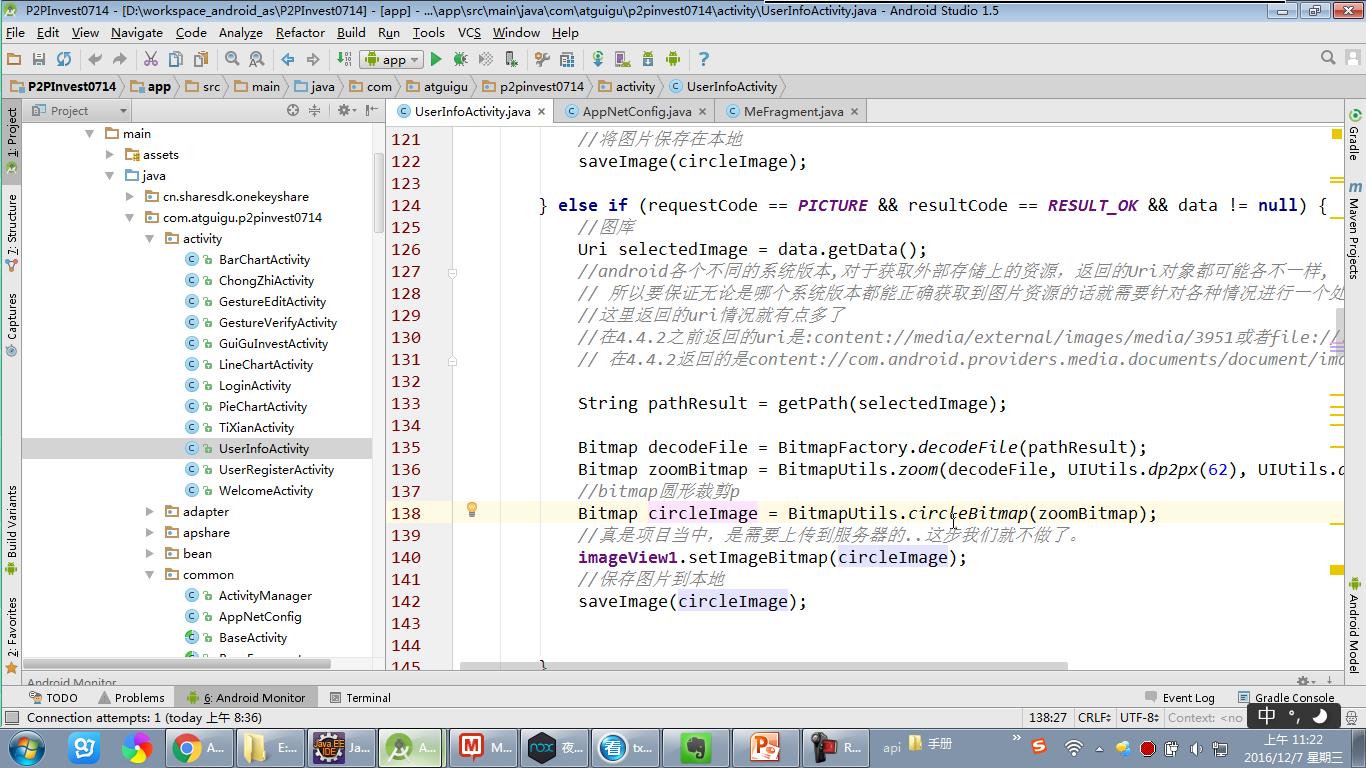 P2PInvest0714 - [D:\workspace_android_as\P2PInvest0714] - [app] - ...\app\src\main\java\com\atguigu\p2pinvest0714\activity\UserInfoActivity.java - Android Studio 1.5
File Edit View Navigate Code Analyze Refactor Build Run Tools VCS Window Help
app
P2PInvest0714 app src main java com atguigu p2pinvest0714 activity UserInfoActivity
Project
UserInfoActivity.java AppNetConfig.java MeFragment.java
1: Project
7: Structure
Captures
Build Variants
2: Favorites
main
assets
java
cn.sharesdk.onekeyshare
com.atguigu.p2pinvest0714
activity
BarChartActivity
ChongZhiActivity
GestureEditActivity
GestureVerifyActivity
GuiGuInvestActivity
LineChartActivity
LoginActivity
PieChartActivity
TiXianActivity
UserInfoActivity
UserRegisterActivity
WelcomeActivity
adapter
apshare
bean
common
ActivityManager
AppNetConfig
BaseActivity
121 //将图片保存在本地
122 saveImage(circleImage);
123
124 } else if (requestCode == PICTURE && resultCode == RESULT_OK && data != null) {
125 //图库
126 Uri selectedImage = data.getData();
127 //android各个不同的系统版本,对于获取外部存储上的资源，返回的Uri对象都可能各不一样,
128 // 所以要保证无论是哪个系统版本都能正确获取到图片资源的话就需要针对各种情况进行一个处
129 //这里返回的uri情况就有点多了
130 //在4.4.2之前返回的uri是:content://media/external/images/media/3951或者file://
131 // 在4.4.2返回的是content://com.android.providers.media.documents/document/ima
132
133 String pathResult = getPath(selectedImage);
134
135 Bitmap decodeFile = BitmapFactory.decodeFile(pathResult);
136 Bitmap zoomBitmap = BitmapUtils.zoom(decodeFile, UIUtils.dp2px(62), UIUtils.d
137 //bitmap圆形裁剪p
138 Bitmap circleImage = BitmapUtils.circleBitmap(zoomBitmap);
139 //真是项目当中，是需要上传到服务器的..这步我们就不做了。
140 imageView1.setImageBitmap(circleImage);
141 //保存图片到本地
142 saveImage(circleImage);
143
144
145 }
Gradle
Maven Projects
Android Model
Android Monitor
TODO Problems 6: Android Monitor Terminal Event Log Gradle Console
Connection attempts: 1 (today 上午 8:36) 138:27 CRLF UTF-8 Context: <no
中 °,
A... E:... Ja... A... M... 夜... tx... R... api 手册 »
上午 11:22
2016/12/7 星期三